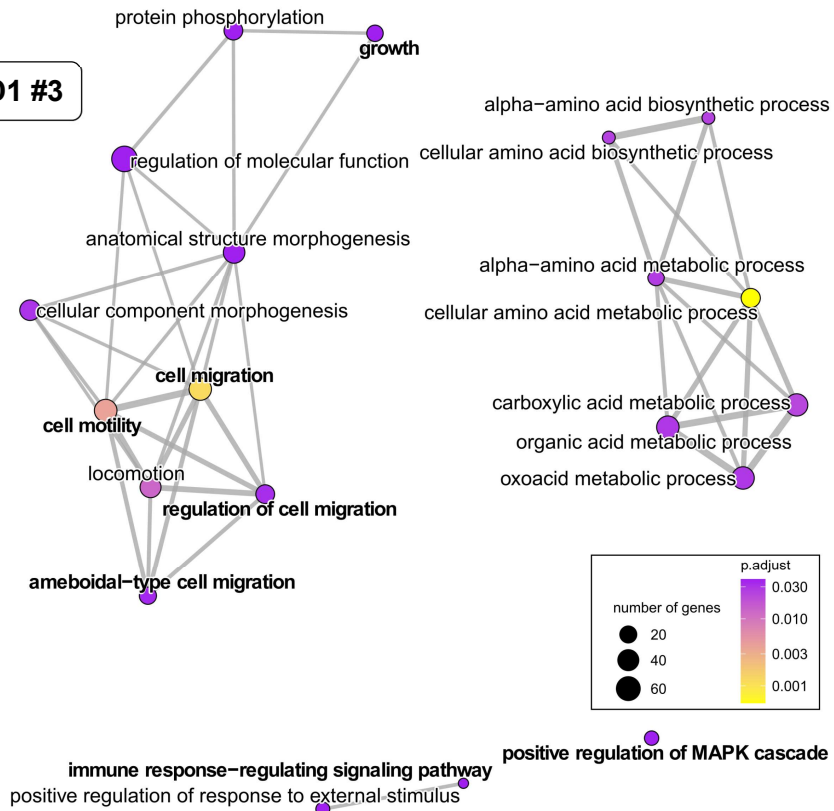 protein phosphorylation
growth
#3
alpha−amino acid biosynthetic process
cellular amino acid biosynthetic process
regulation of molecular function
anatomical structure morphogenesis
alpha−amino acid metabolic process
cellular component morphogenesis
cellular amino acid metabolic process
cell migration
carboxylic acid metabolic process
cell motility
organic acid metabolic process
locomotion
oxoacid metabolic process
regulation of cell migration
ameboidal−type cell migration
p.adjust
0.030
0.010
0.003
0.001
number of genes
20
40
60
positive regulation of MAPK cascade
immune response−regulating signaling pathway
positive regulation of response to external stimulus